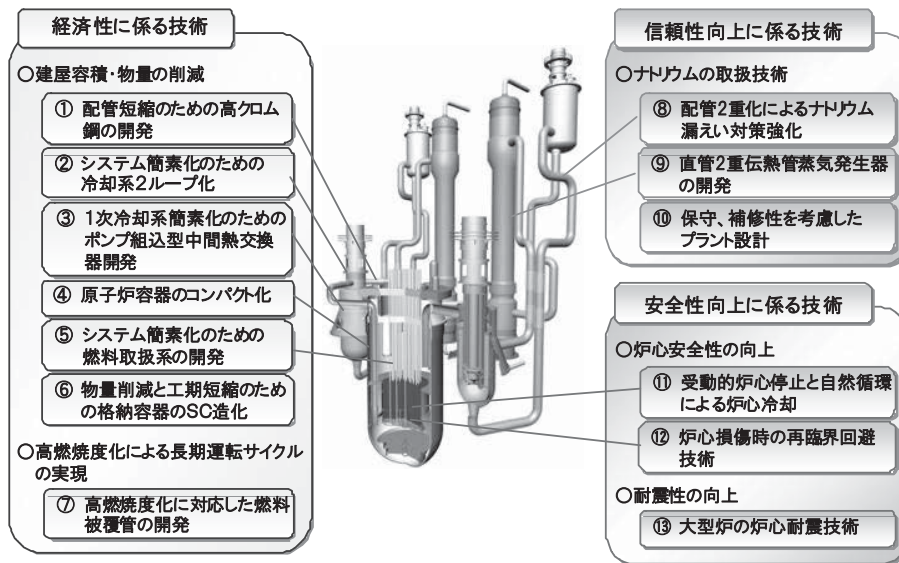 経済性に係る技術
○建屋容積・物量の削減
① 配管短縮のための高クロム
鋼の開発
② システム簡素化のための
冷却系2ループ化
③ 1次冷却系簡素化のための
ポンプ組込型中間熱交換
器開発
④ 原子炉容器のコンパクト化
⑤ システム簡素化のための
燃料取扱系の開発
⑥ 物量削減と工期短縮のため
の格納容器のSC造化
○高燃焼度化による長期運転サイクル
の実現
⑦ 高燃焼度化に対応した燃料
被覆管の開発
信頼性向上に係る技術
○ナトリウムの取扱技術
⑧ 配管2重化によるナトリウム
漏えい対策強化
⑨ 直管2重伝熱管蒸気発生器
の開発
⑩ 保守、補修性を考慮した
プラント設計
安全性向上に係る技術
○炉心安全性の向上
⑪ 受動的炉心停止と自然循環
による炉心冷却
⑫ 炉心損傷時の再臨界回避
技術
○耐震性の向上
⑬ 大型炉の炉心耐震技術